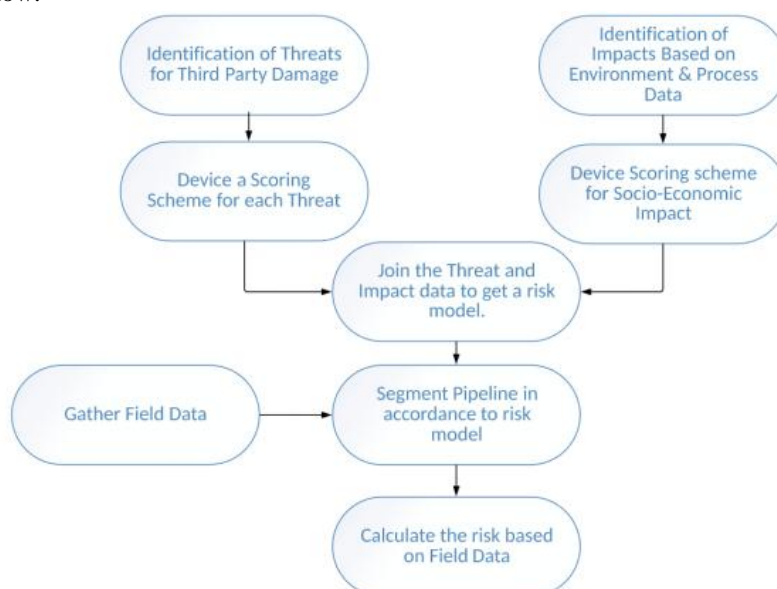 Identification of Threats
for Third Party Damage
Identification of
Impacts Based on
Environment & Process
Data
Device a Scoring
Scheme for each Threat
Device Scoring scheme
for Socio-Economic
Impact
Join the Threat and
Impact data to get a risk
model.
Gather Field Data
Segment Pipeline in
accordance to risk
model
Calculate the risk based
on Field Data